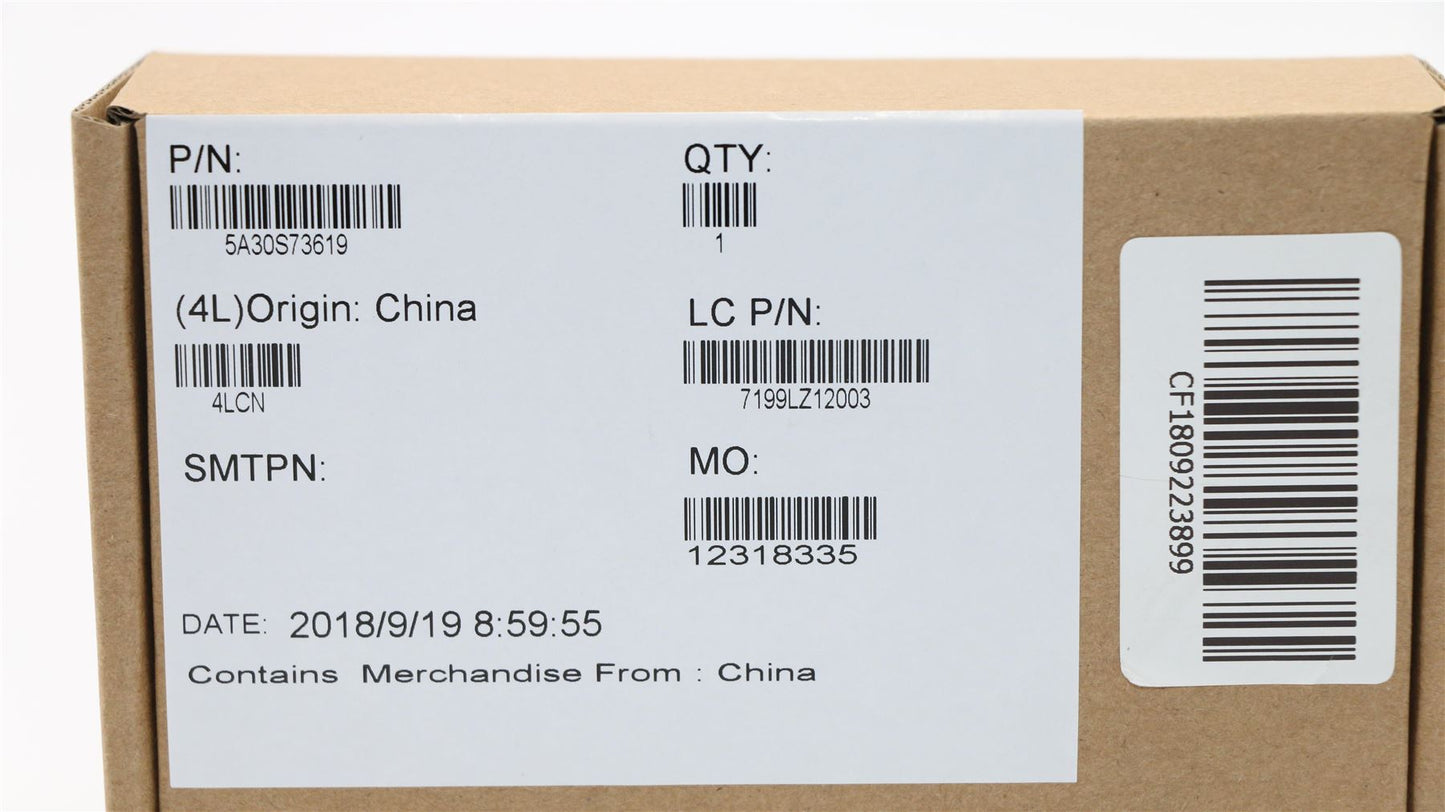 P/N:
5A30S73619
QTY:
1
(4L)Origin: China
4LCN
LC P/N:
7199LZ12003
SMTPN:
MO:
12318335
DATE: 2018/9/19 8:59:55
Contains Merchandise From : China
CF1809223899